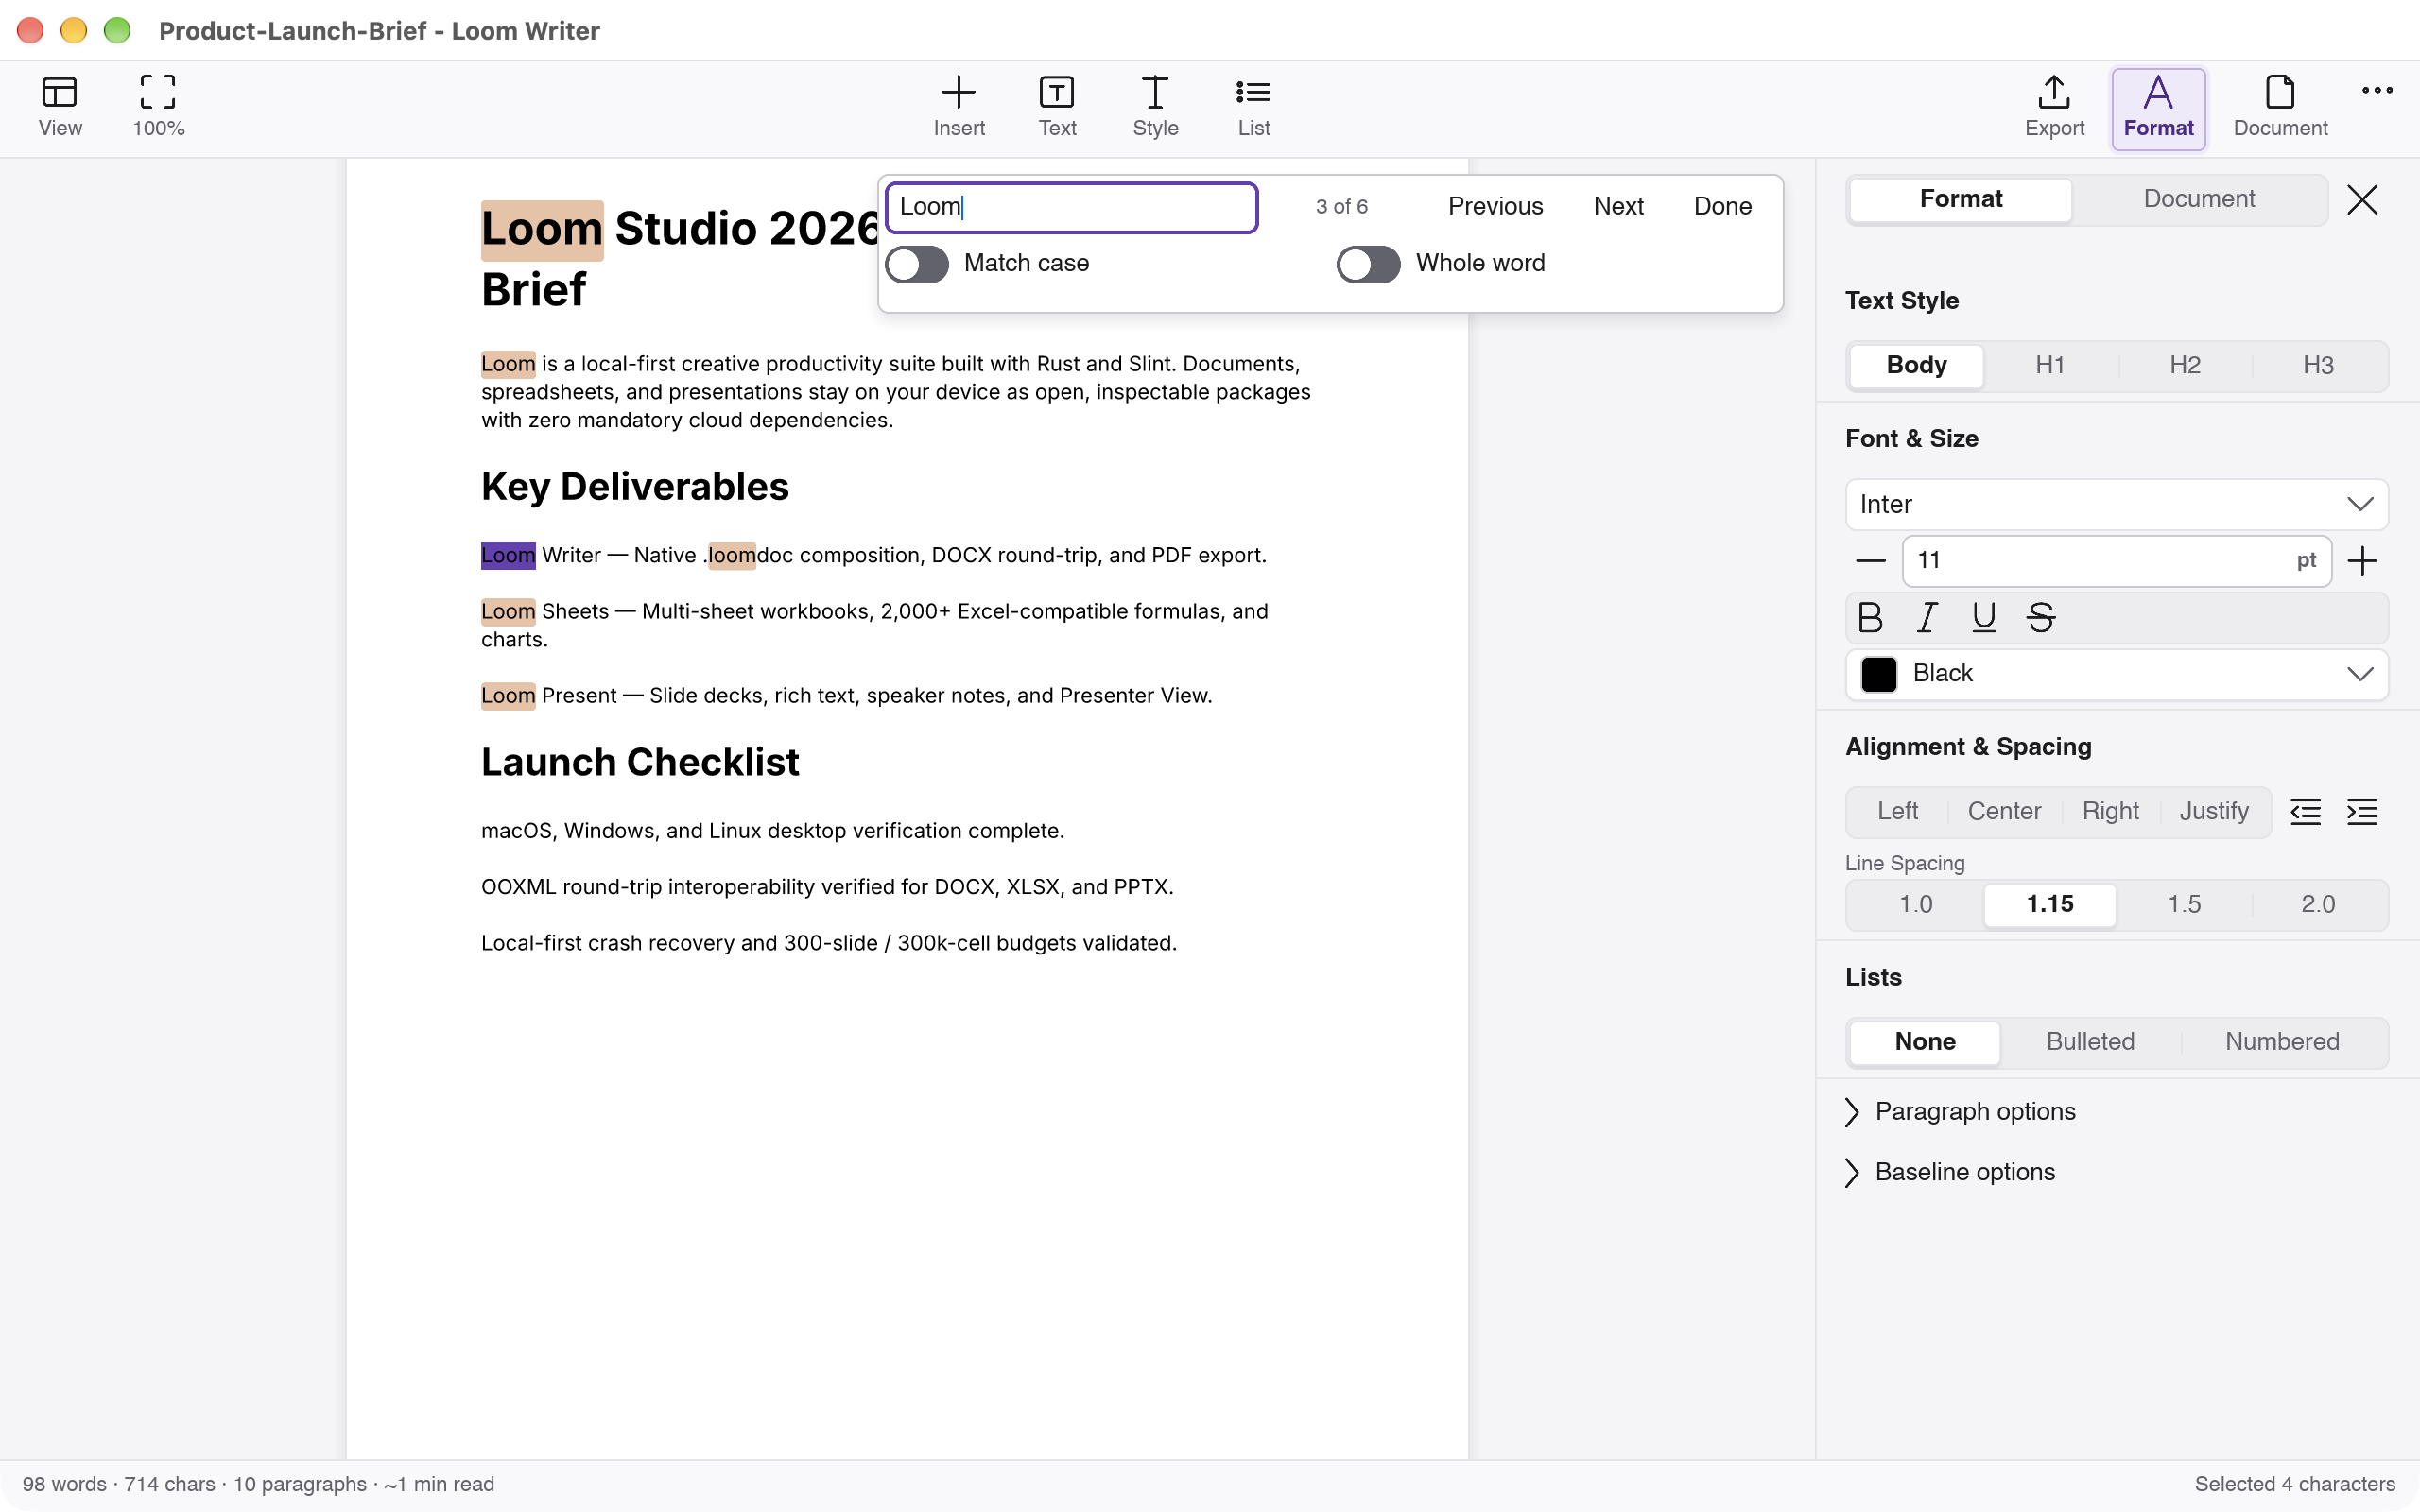 Product-Launch-Brief - Loom Writer
View
100%
Insert
Text
Style
List
Export
Format
Document
Loom
3 of 6
Previous
Next
Done
Match case
Whole word
Loom Studio 2026
Brief
Loom is a local-first creative productivity suite built with Rust and Slint. Documents,
spreadsheets, and presentations stay on your device as open, inspectable packages
with zero mandatory cloud dependencies.
Key Deliverables
Loom Writer — Native .loomdoc composition, DOCX round-trip, and PDF export.
Loom Sheets — Multi-sheet workbooks, 2,000+ Excel-compatible formulas, and
charts.
Loom Present — Slide decks, rich text, speaker notes, and Presenter View.
Launch Checklist
macOS, Windows, and Linux desktop verification complete.
OOXML round-trip interoperability verified for DOCX, XLSX, and PPTX.
Local-first crash recovery and 300-slide / 300k-cell budgets validated.
Format
Document
Text Style
Body
H1
H2
H3
Font & Size
Inter
11
pt
B I U S
Black
Alignment & Spacing
Left
Center
Right
Justify
Line Spacing
1.0
1.15
1.5
2.0
Lists
None
Bulleted
Numbered
Paragraph options
Baseline options
98 words · 714 chars · 10 paragraphs · ~1 min read
Selected 4 characters